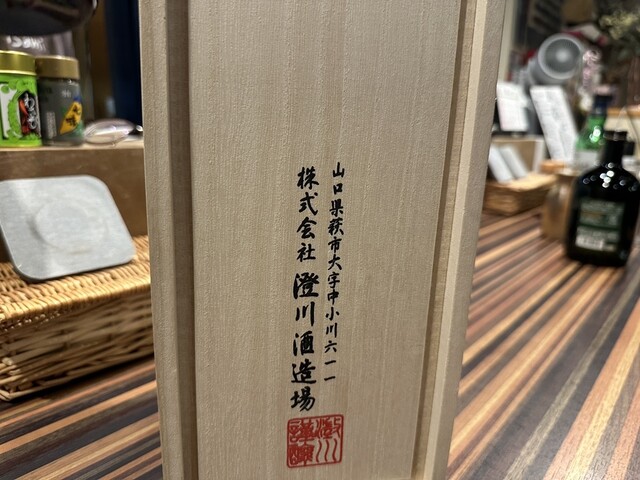 山口県萩市大字中小川六一一
株式会社 澄川酒造場